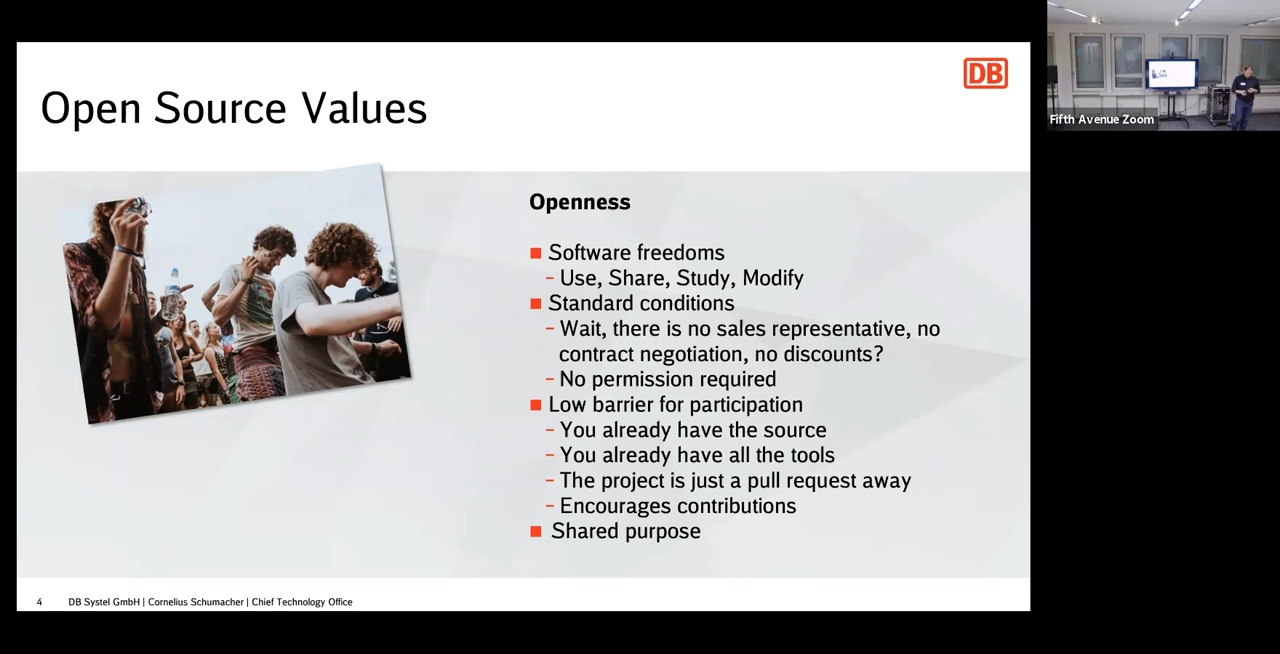 DB
Open Source Values
Fifth Avenue Zoom
Openness
■ Software freedoms
– Use, Share, Study, Modify
■ Standard conditions
– Wait, there is no sales representative, no
contract negotiation, no discounts?
– No permission required
■ Low barrier for participation
– You already have the source
– You already have all the tools
– The project is just a pull request away
– Encourages contributions
■ Shared purpose
4 DB Systel GmbH | Cornelius Schumacher | Chief Technology Office